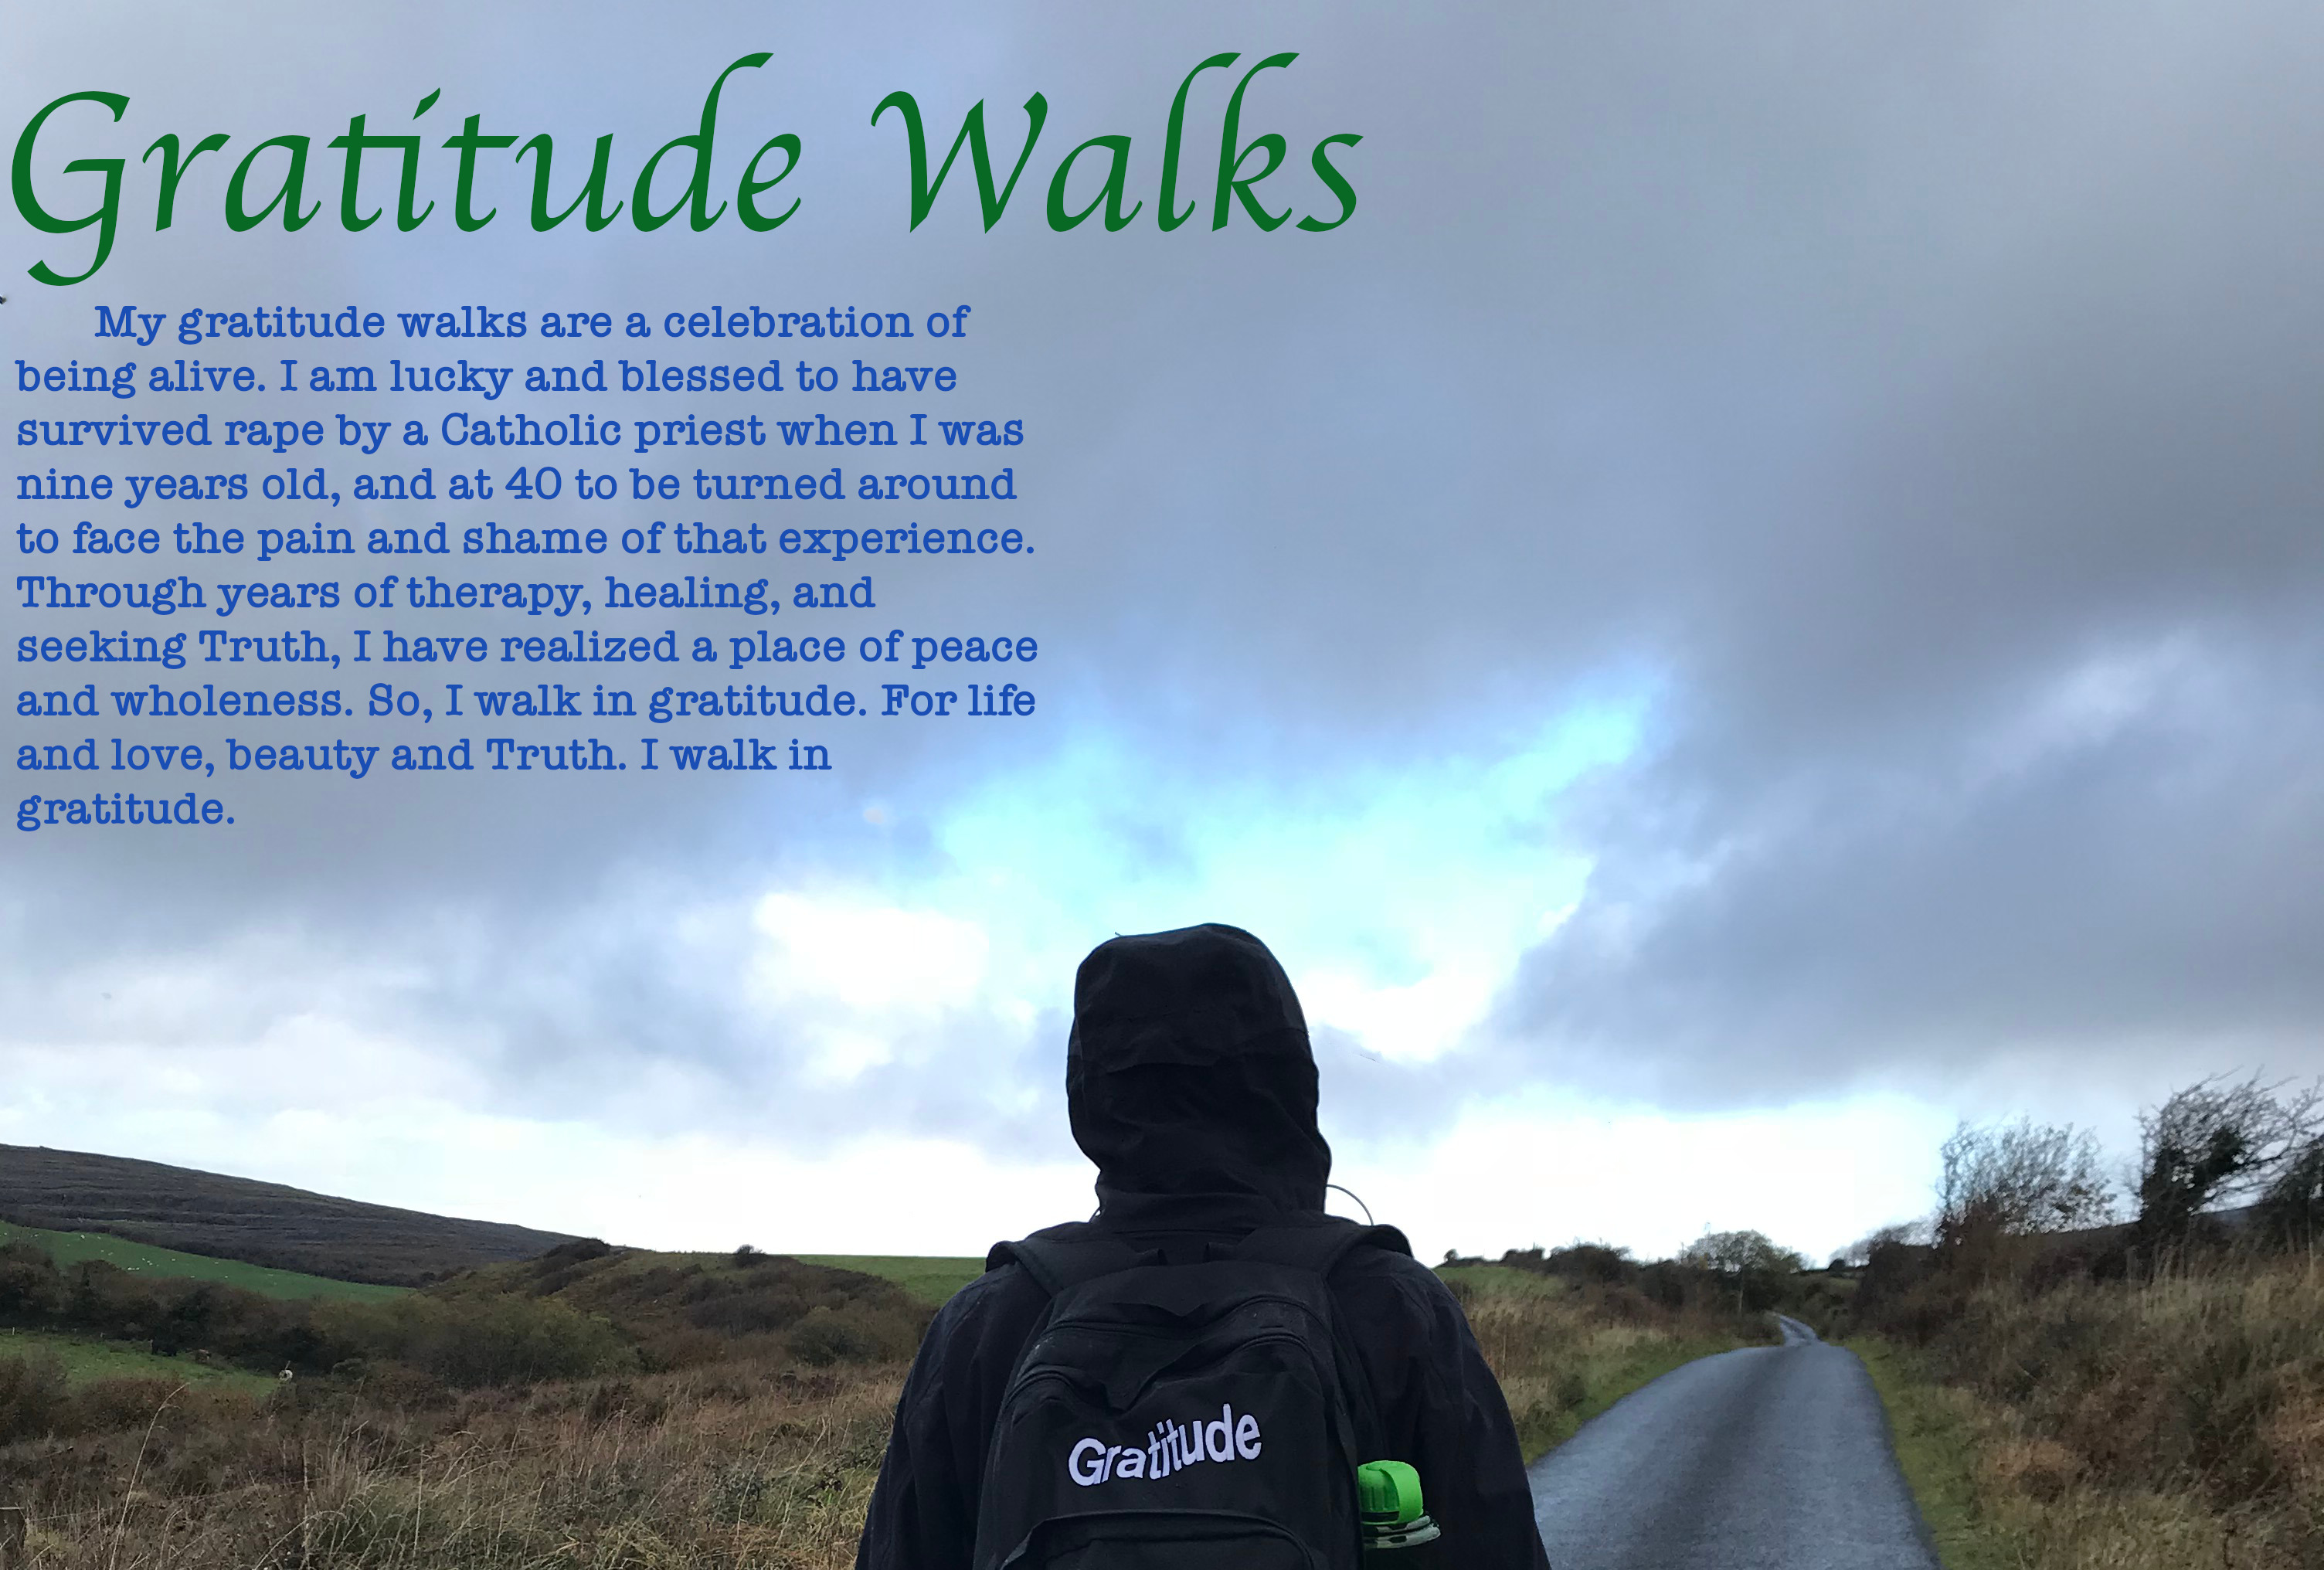 Gratitude Walks
My gratitude walks are a celebration of
being alive. I am lucky and blessed to have
survived rape by a Catholic priest when I was
nine years old, and at 40 to be turned around
to face the pain and shame of that experience.
Through years of therapy, healing, and
seeking Truth, I have realized a place of peace
and wholeness. So, I walk in gratitude. For life
and love, beauty and Truth. I walk in
gratitude.
Gratitude